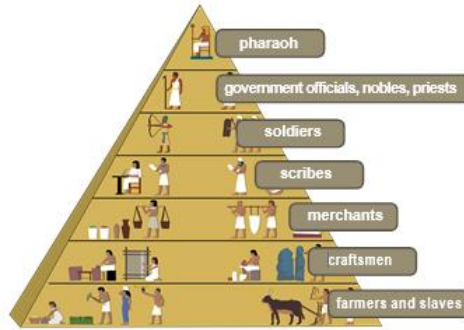 pharaoh
government officials, nobles, priests
soldiers
scribes
merchants
craftsmen
farmers and slaves